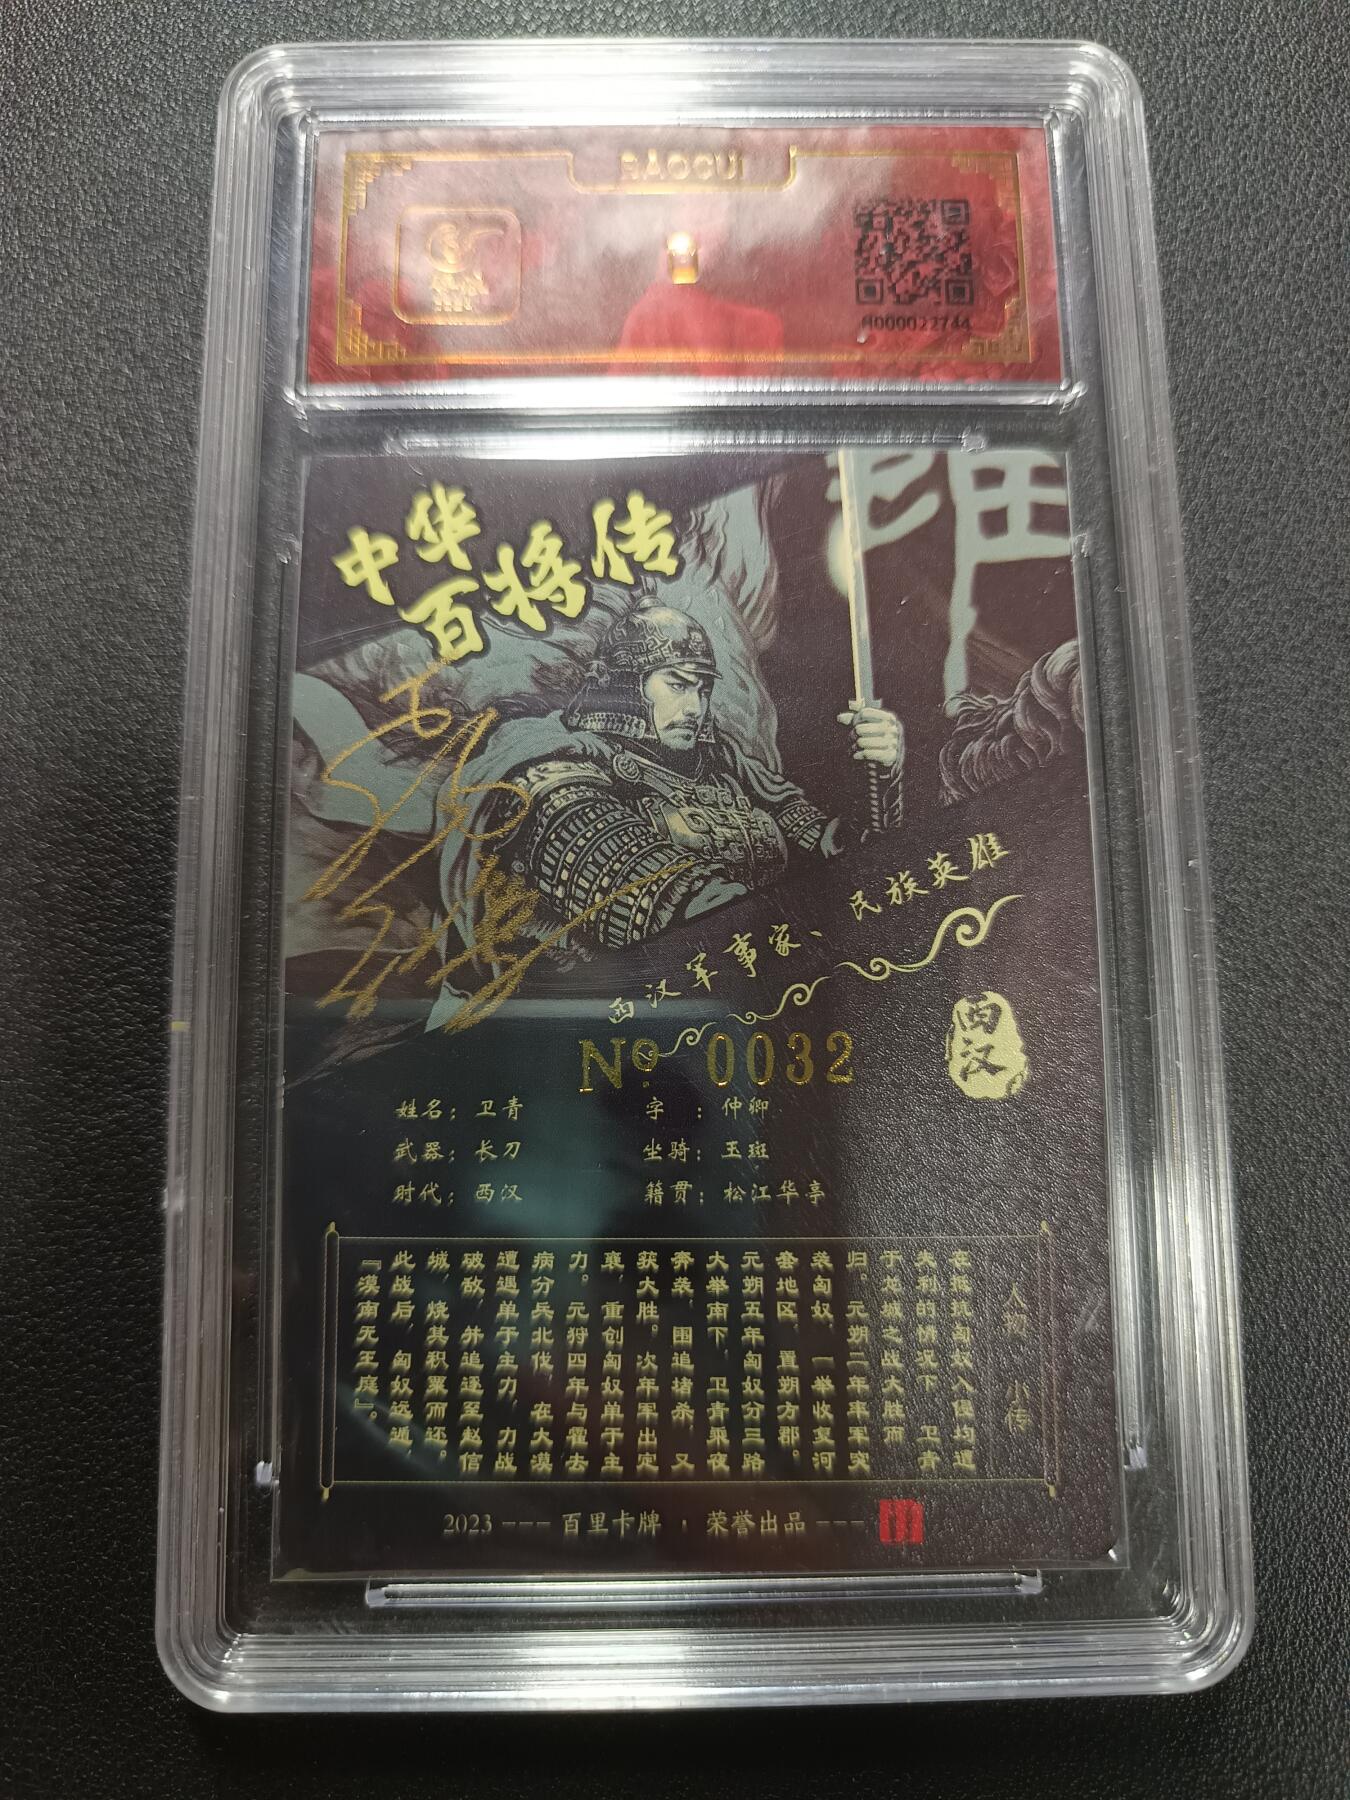 BAOCUI
A000022744
中华
百将传
西汉军事家、民族英雄
西汉
No. 0032
姓名：卫青
字：仲卿
武器：长刀
坐骑：玉斑
时代：西汉
籍贯：松江华亭
人物小传
在抵抗匈奴入侵均遭
失利的情况下，卫青
于龙城之战大胜而
归。元朔二年率军突
袭匈奴，一举收复河
套地区，置朔方郡。
元朔五年匈奴分三路
大举南下，卫青乘夜
奔袭，围追堵杀，又
获大胜。次年军出定
襄，重创匈奴单于主
力。元狩四年与霍去
病分兵北伐，在大漠
遭遇单于主力，力战
破敌，并追逐至赵信
城，烧其积粟而还。
此战后，匈奴远遁，
『漠南无王庭』。
2023 --- 百里卡牌 · 荣誉出品 ---